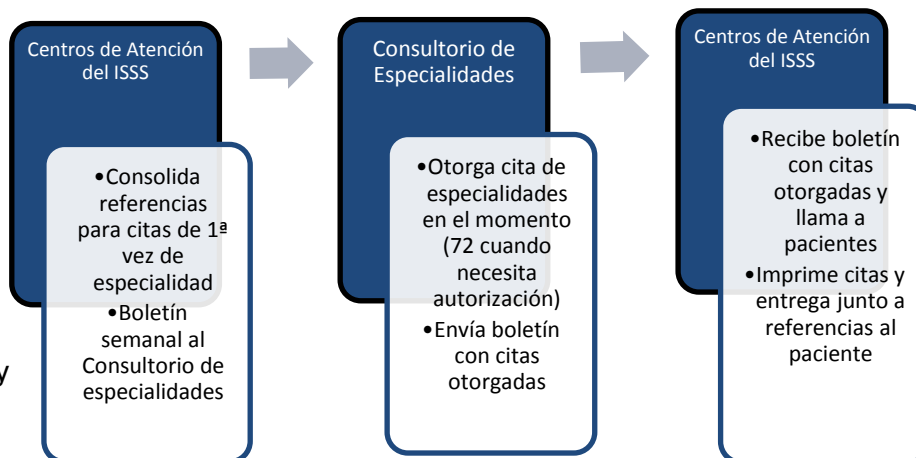 Centros de Atención
del ISSS
•Consolida
referencias
para citas de 1ª
vez de
especialidad
•Boletín
semanal al
Consultorio de
especialidades
y
Consultorio de
Especialidades
•Otorga cita de
especialidades
en el momento
(72 cuando
necesita
autorización)
•Envía boletín
con citas
otorgadas
Centros de Atención
del ISSS
•Recibe boletín
con citas
otorgadas y
llama a
pacientes
•Imprime citas y
entrega junto a
referencias al
paciente